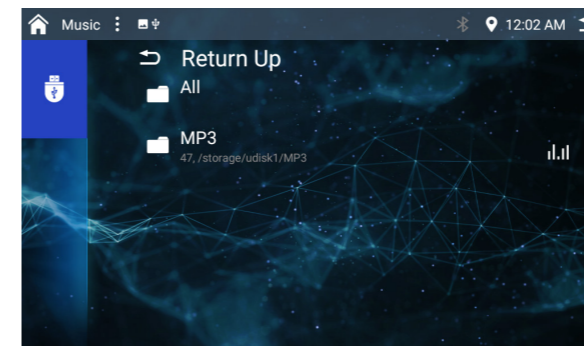 Music 12:02 AM
Return Up
All
MP3
47, /storage/udisk1/MP3